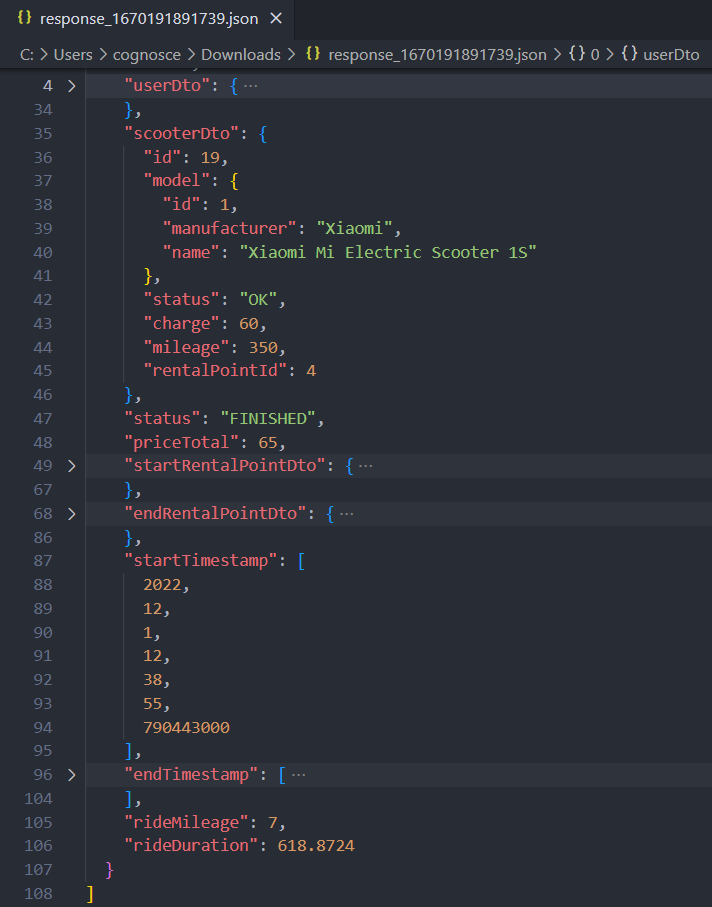 {} response_1670191891739.json ×
C: > Users > cognosce > Downloads > {} response_1670191891739.json > {} 0 > {} userDto
4 > "userDto": { ...
34 },
35 "scooterDto": {
36 "id": 19,
37 "model": {
38 "id": 1,
39 "manufacturer": "Xiaomi",
40 "name": "Xiaomi Mi Electric Scooter 1S"
41 },
42 "status": "OK",
43 "charge": 60,
44 "mileage": 350,
45 "rentalPointId": 4
46 },
47 "status": "FINISHED",
48 "priceTotal": 65,
49 > "startRentalPointDto": { ...
67 },
68 > "endRentalPointDto": { ...
86 },
87 "startTimestamp": [
88 2022,
89 12,
90 1,
91 12,
92 38,
93 55,
94 790443000
95 ],
96 > "endTimestamp": [ ...
104 ],
105 "rideMileage": 7,
106 "rideDuration": 618.8724
107 }
108 ]